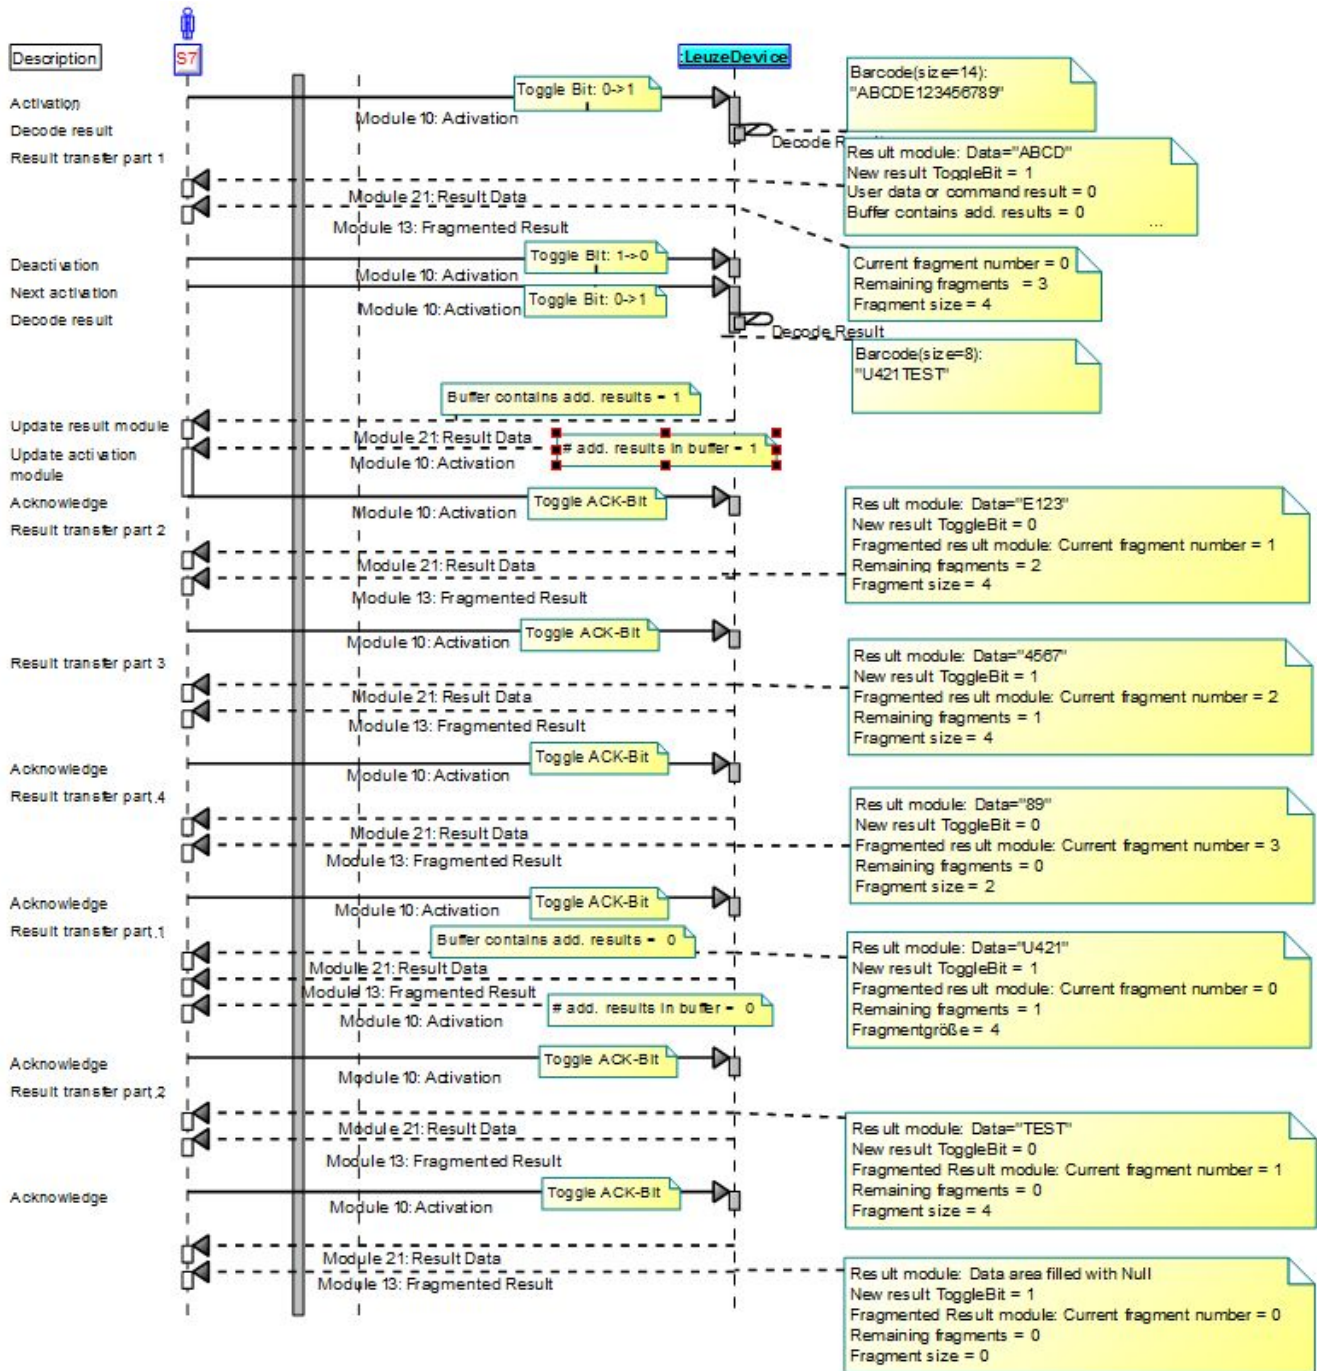 Description
S7
:LeuzeDevice
Toggle Bit: 0->1
Barcode(size=14):
"ABCDE123456789"
Activation
Module 10: Activation
Decode result
Decode Result
Result transfer part 1
Result module: Data="ABCD"
New result ToggleBit = 1
User data or command result = 0
Buffer contains add. results = 0
...
Module 21: Result Data
Module 13: Fragmented Result
Toggle Bit: 1->0
Current fragment number = 0
Remaining fragments = 3
Fragment size = 4
Deactivation
Module 10: Activation
Next activation
Toggle Bit: 0->1
Module 10: Activation
Decode result
Decode Result
Barcode(size=8):
"U421TEST"
Buffer contains add. results = 1
Update result module
Module 21: Result Data
# add. results in buffer = 1
Update activation
module
Module 10: Activation
Acknowledge
Toggle ACK-Bit
Module 10: Activation
Result module: Data="E123"
New result ToggleBit = 0
Fragmented result module: Current fragment number = 1
Remaining fragments = 2
Fragment size = 4
Result transfer part 2
Module 21: Result Data
Module 13: Fragmented Result
Toggle ACK-Bit
Module 10: Activation
Result transfer part 3
Result module: Data="4567"
New result ToggleBit = 1
Fragmented result module: Current fragment number = 2
Remaining fragments = 1
Fragment size = 4
Module 21: Result Data
Module 13: Fragmented Result
Toggle ACK-Bit
Acknowledge
Module 10: Activation
Result transfer part 4
Result module: Data="89"
New result ToggleBit = 0
Fragmented result module: Current fragment number = 3
Remaining fragments = 0
Fragment size = 2
Module 21: Result Data
Module 13: Fragmented Result
Acknowledge
Toggle ACK-Bit
Module 10: Activation
Result transfer part 1
Buffer contains add. results = 0
Result module: Data="U421"
New result ToggleBit = 1
Fragmented result module: Current fragment number = 0
Remaining fragments = 1
Fragmentgröße = 4
Module 21: Result Data
Module 13: Fragmented Result
# add. results in buffer = 0
Module 10: Activation
Acknowledge
Toggle ACK-Bit
Module 10: Activation
Result transfer part 2
Module 21: Result Data
Module 13: Fragmented Result
Result module: Data="TEST"
New result ToggleBit = 0
Fragmented Result module: Current fragment number = 1
Remaining fragments = 0
Fragment size = 4
Acknowledge
Toggle ACK-Bit
Module 10: Activation
Module 21: Result Data
Module 13: Fragmented Result
Result module: Data area filled with Null
New result ToggleBit = 1
Fragmented Result module: Current fragment number = 0
Remaining fragments = 0
Fragment size = 0